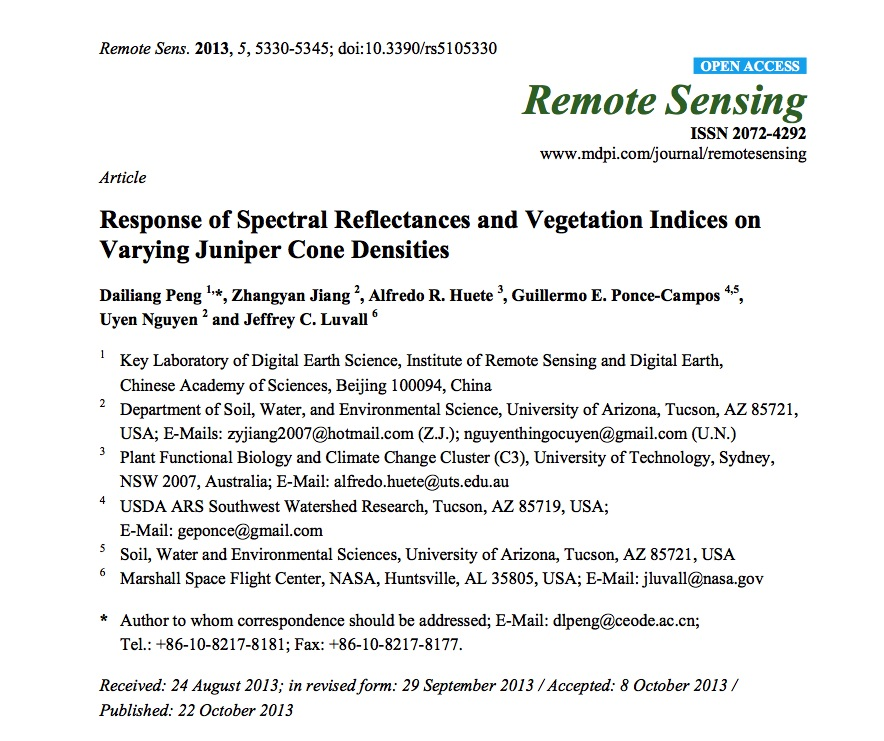 Remote Sens. 2013, 5, 5330-5345; doi:10.3390/rs5105330
OPEN ACCESS
Remote Sensing
ISSN 2072-4292
www.mdpi.com/journal/remotesensing
Article
Response of Spectral Reflectances and Vegetation Indices on
Varying Juniper Cone Densities
Dailiang Peng 1,*, Zhangyan Jiang 2, Alfredo R. Huete 3, Guillermo E. Ponce-Campos 4,5,
Uyen Nguyen 2 and Jeffrey C. Luvall 6
1 Key Laboratory of Digital Earth Science, Institute of Remote Sensing and Digital Earth,
Chinese Academy of Sciences, Beijing 100094, China
2 Department of Soil, Water, and Environmental Science, University of Arizona, Tucson, AZ 85721,
USA; E-Mails: zyjiang2007@hotmail.com (Z.J.); nguyenthingocuyen@gmail.com (U.N.)
3 Plant Functional Biology and Climate Change Cluster (C3), University of Technology, Sydney,
NSW 2007, Australia; E-Mail: alfredo.huete@uts.edu.au
4 USDA ARS Southwest Watershed Research, Tucson, AZ 85719, USA;
E-Mail: geponce@gmail.com
5 Soil, Water and Environmental Sciences, University of Arizona, Tucson, AZ 85721, USA
6 Marshall Space Flight Center, NASA, Huntsville, AL 35805, USA; E-Mail: jluvall@nasa.gov
* Author to whom correspondence should be addressed; E-Mail: dlpeng@ceode.ac.cn;
Tel.: +86-10-8217-8181; Fax: +86-10-8217-8177.
Received: 24 August 2013; in revised form: 29 September 2013 / Accepted: 8 October 2013 /
Published: 22 October 2013